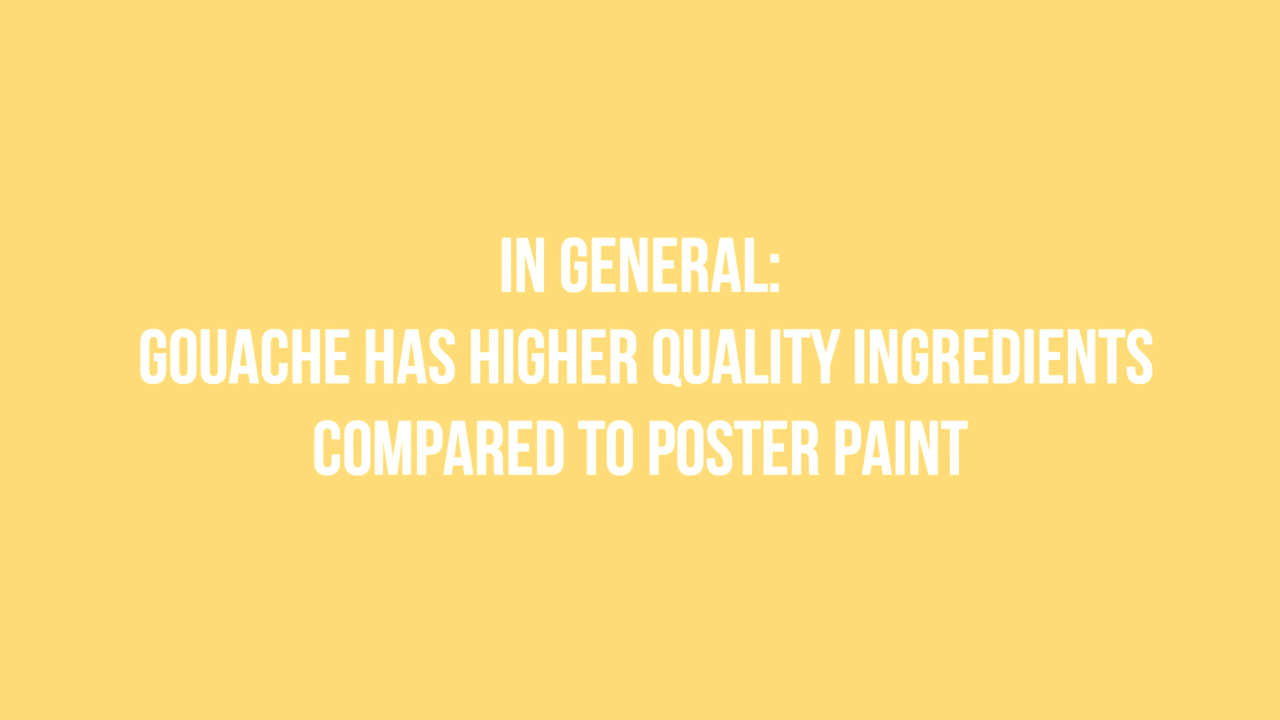 IN GENERAL:
GOUACHE HAS HIGHER QUALITY INGREDIENTS
COMPARED TO POSTER PAINT